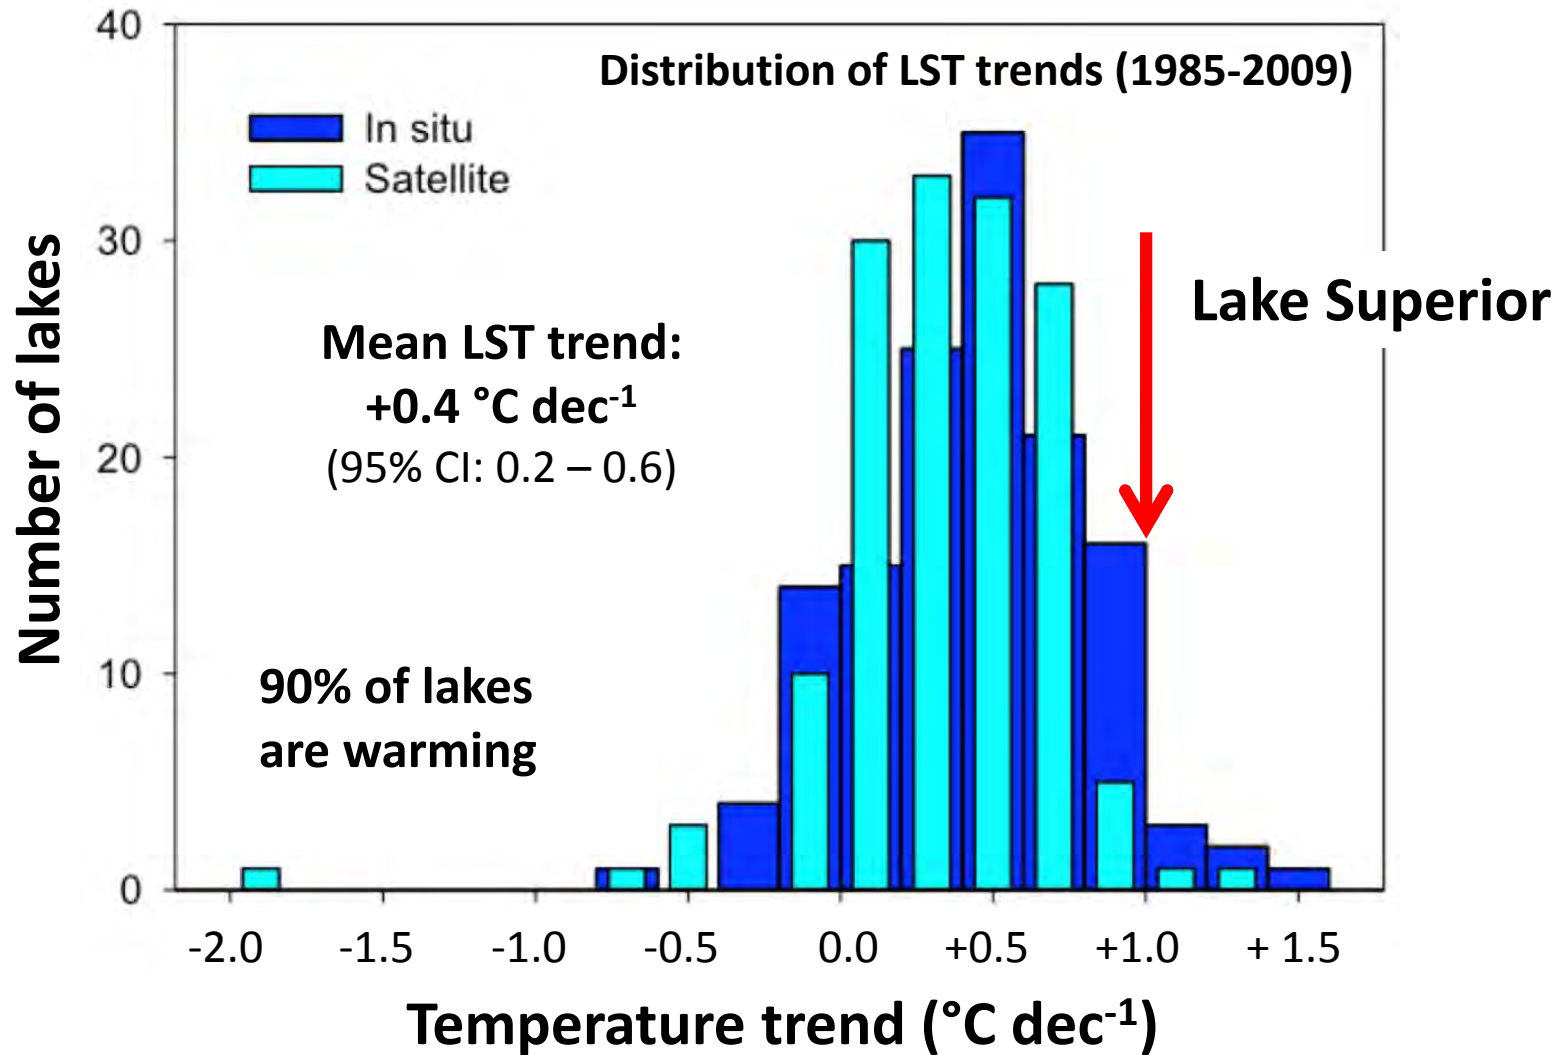 40
Distribution of LST trends (1985-2009)
In situ
Satellite
30
Lake Superior
Mean LST trend:
+0.4 °C dec-1
(95% CI: 0.2 – 0.6)
20
Number of lakes
10
90% of lakes
are warming
0
-2.0 -1.5 -1.0 -0.5 0.0 +0.5 +1.0 + 1.5
Temperature trend (°C dec-1)